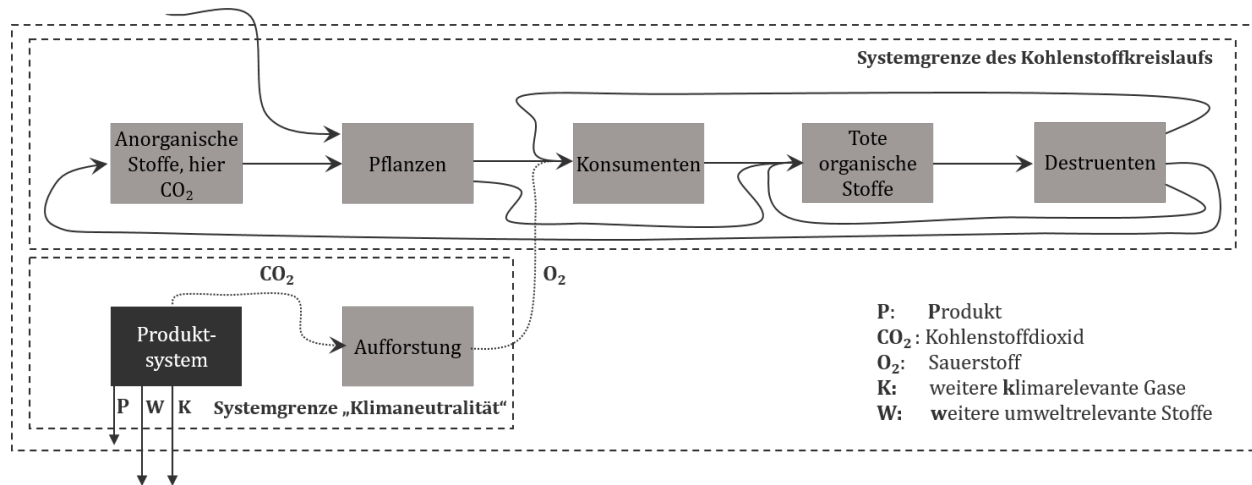 Systemgrenze des Kohlenstoffkreislaufs
Anorganische
Stoffe, hier
CO₂
Pflanzen
Konsumenten
Tote
organische
Stoffe
Destruenten
CO₂
O₂
Produkt-
system
Aufforstung
P W K
Systemgrenze „Klimaneutralität“
P: Produkt
CO₂: Kohlenstoffdioxid
O₂: Sauerstoff
K: weitere klimarelevante Gase
W: weitere umweltrelevante Stoffe